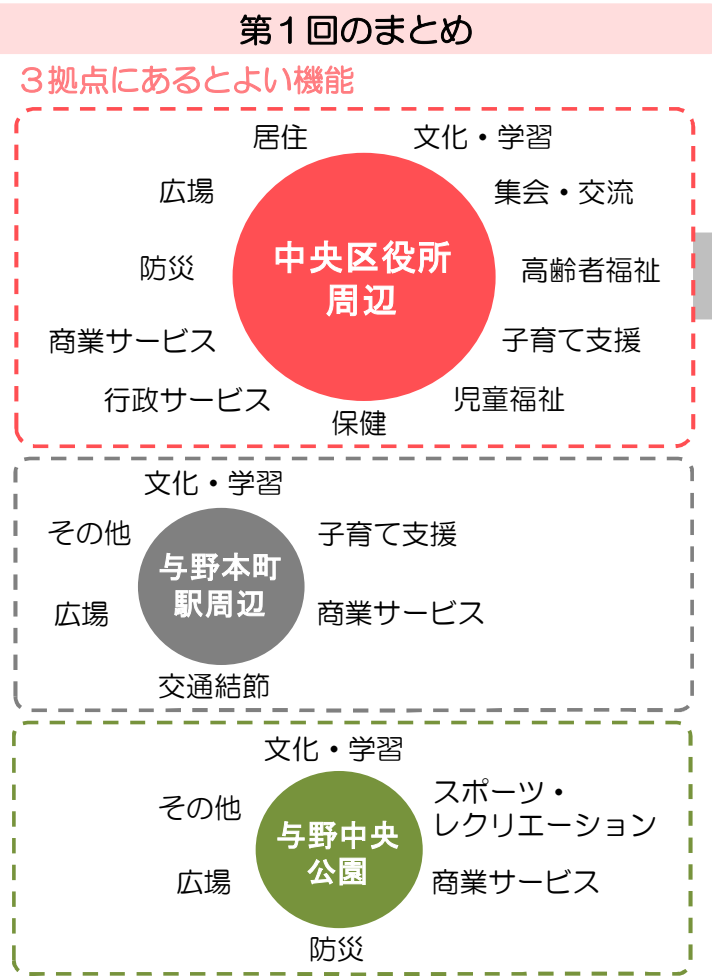 第1回のまとめ
3拠点にあるとよい機能
居住
文化・学習
広場
集会・交流
中央区役所
周辺
防災
高齢者福祉
商業サービス
子育て支援
行政サービス
児童福祉
保健
文化・学習
その他
子育て支援
与野本町
駅周辺
広場
商業サービス
交通結節
文化・学習
スポーツ・
レクリエーション
その他
与野中央
公園
広場
商業サービス
防災